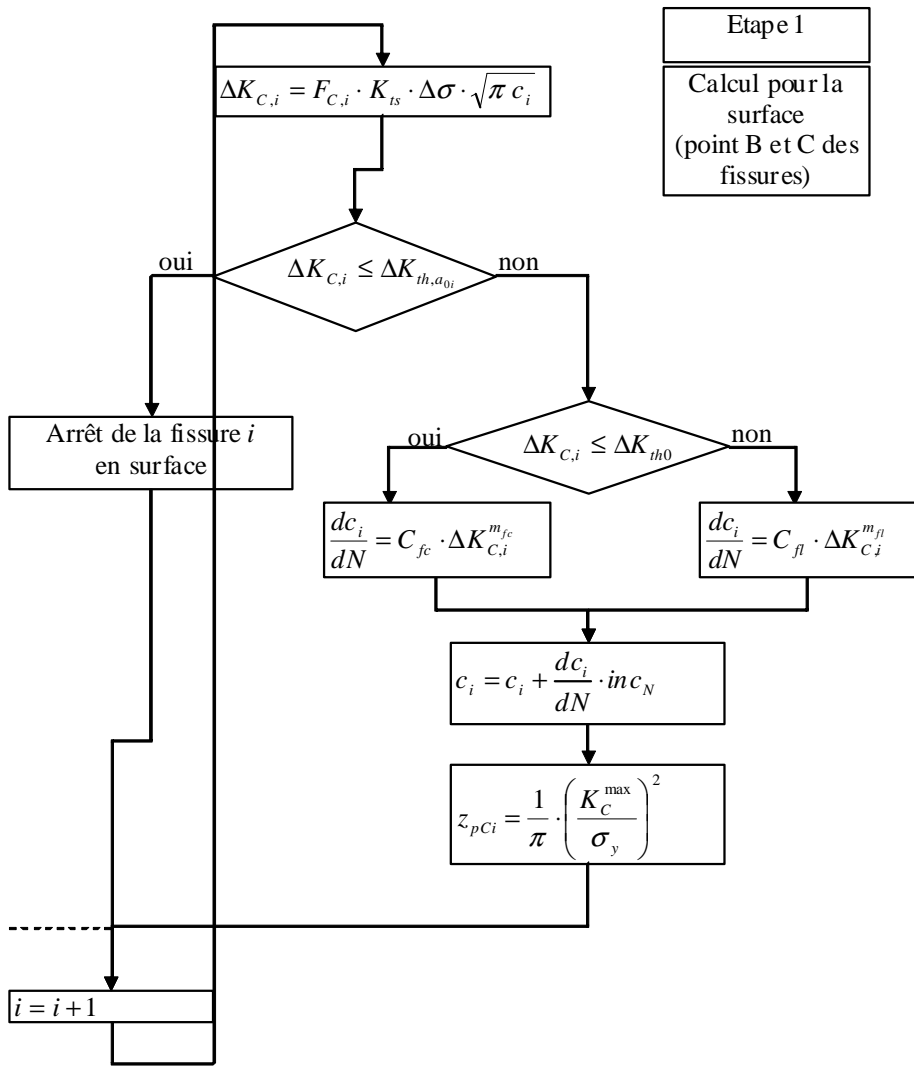 Etape 1
Calcul pour la
surface
(point B et C des
fissures)
ΔK_{C,i} = F_{C,i} · K_{ts} · Δσ · √(π c_i)
oui
ΔK_{C,i} ≤ ΔK_{th,a_{0i}}
non
Arrêt de la fissure i
en surface
oui
ΔK_{C,i} ≤ ΔK_{th0}
non
dc_i/dN = C_{fc} · ΔK_{C,i}^{m_{fc}}
dc_i/dN = C_{fl} · ΔK_{C,i}^{m_{fl}}
c_i = c_i + dc_i/dN · inc_N
z_{pCi} = 1/π · (K_C^{max}/σ_y)^2
i = i+1